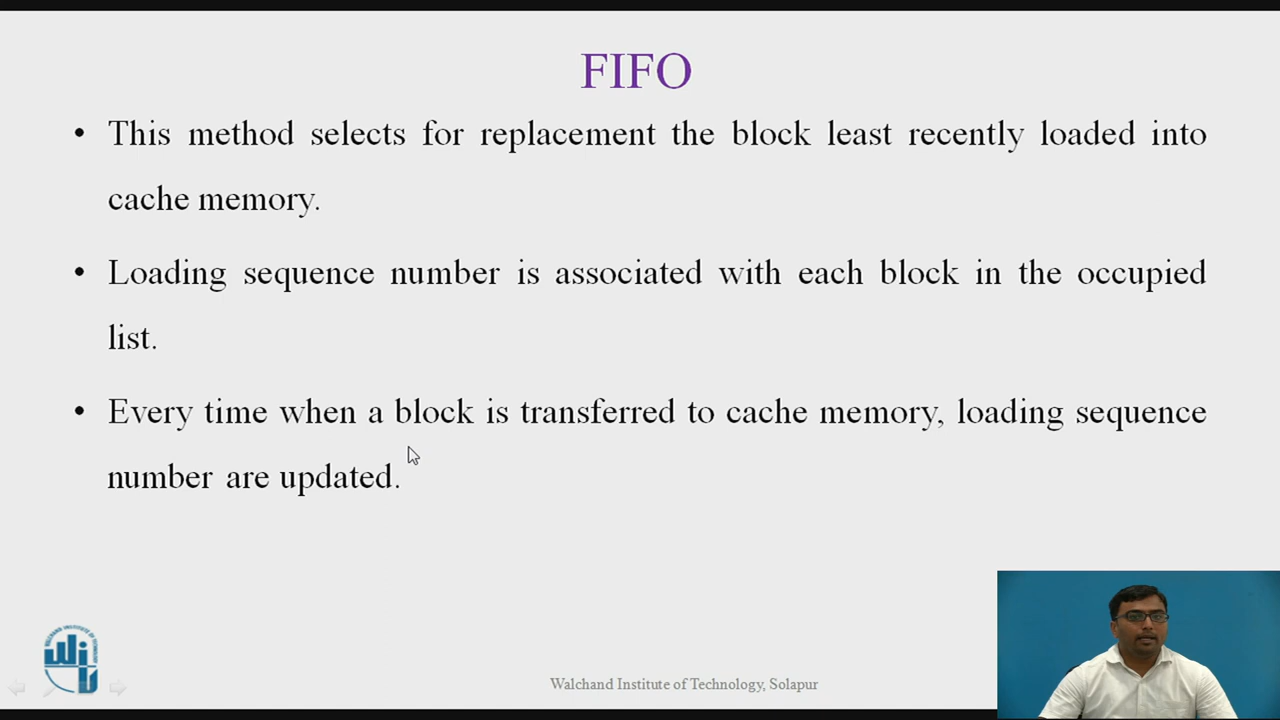 FIFO
• This method selects for replacement the block least recently loaded into
cache memory.
• Loading sequence number is associated with each block in the occupied
list.
• Every time when a block is transferred to cache memory, loading sequence
number are updated.
Walchand Institute of Technology, Solapur